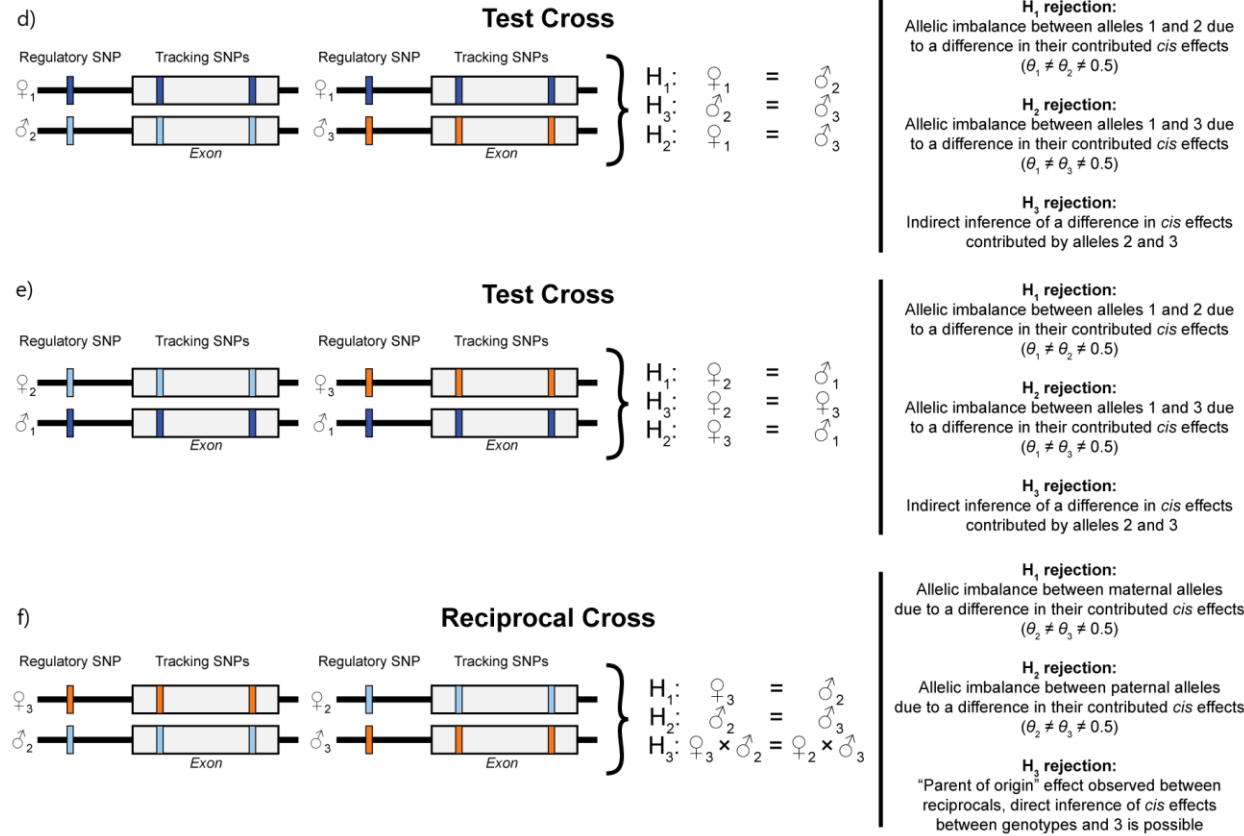 d)
Test Cross
Regulatory SNP Tracking SNPs Regulatory SNP Tracking SNPs
♀1 ♀1
♂2 ♂3
Exon Exon
H1: ♀1 = ♂2
H3: ♂2 = ♂3
H2: ♀1 = ♂3
H1 rejection:
Allelic imbalance between alleles 1 and 2 due
to a difference in their contributed cis effects
(θ1 ≠ θ2 ≠ 0.5)
H2 rejection:
Allelic imbalance between alleles 1 and 3 due
to a difference in their contributed cis effects
(θ1 ≠ θ3 ≠ 0.5)
H3 rejection:
Indirect inference of a difference in cis effects
contributed by alleles 2 and 3
e)
Test Cross
Regulatory SNP Tracking SNPs Regulatory SNP Tracking SNPs
♀2 ♀3
♂1 ♂1
Exon Exon
H1: ♀2 = ♂1
H3: ♀2 = ♀3
H2: ♀3 = ♂1
H1 rejection:
Allelic imbalance between alleles 1 and 2 due
to a difference in their contributed cis effects
(θ1 ≠ θ2 ≠ 0.5)
H2 rejection:
Allelic imbalance between alleles 1 and 3 due
to a difference in their contributed cis effects
(θ1 ≠ θ3 ≠ 0.5)
H3 rejection:
Indirect inference of a difference in cis effects
contributed by alleles 2 and 3
f)
Reciprocal Cross
Regulatory SNP Tracking SNPs Regulatory SNP Tracking SNPs
♀3 ♀2
♂2 ♂3
Exon Exon
H1: ♀3 = ♂2
H2: ♂2 = ♂3
H3: ♀3 × ♂2 = ♀2 × ♂3
H1 rejection:
Allelic imbalance between maternal alleles
due to a difference in their contributed cis effects
(θ2 ≠ θ3 ≠ 0.5)
H2 rejection:
Allelic imbalance between paternal alleles
due to a difference in their contributed cis effects
(θ2 ≠ θ3 ≠ 0.5)
H3 rejection:
"Parent of origin" effect observed between
reciprocals, direct inference of cis effects
between genotypes and 3 is possible